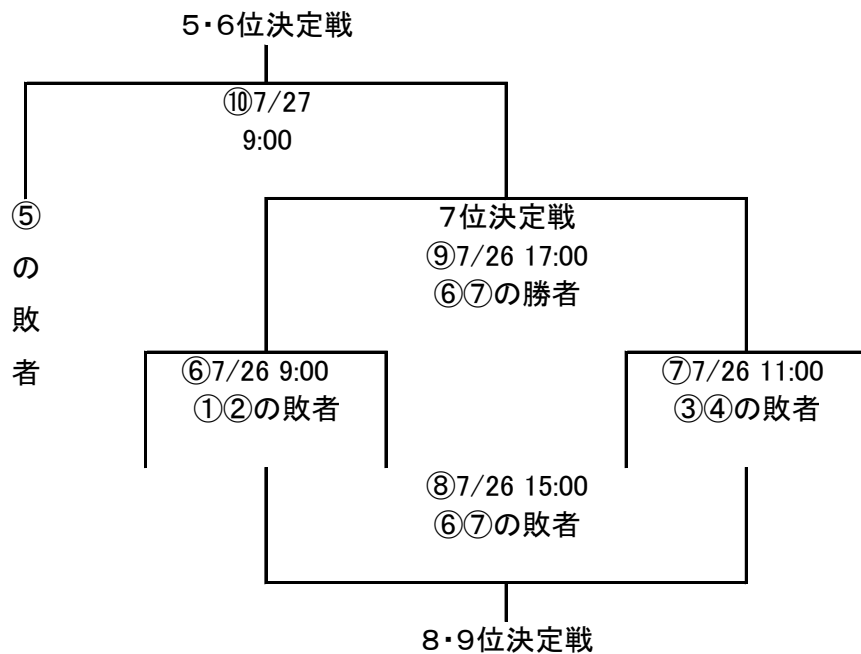 5・6位決定戦
⑩7/27
9:00
⑤の敗者
7位決定戦
⑨7/26 17:00
⑥⑦の勝者
⑥7/26 9:00
①②の敗者
⑦7/26 11:00
③④の敗者
⑧7/26 15:00
⑥⑦の敗者
8・9位決定戦